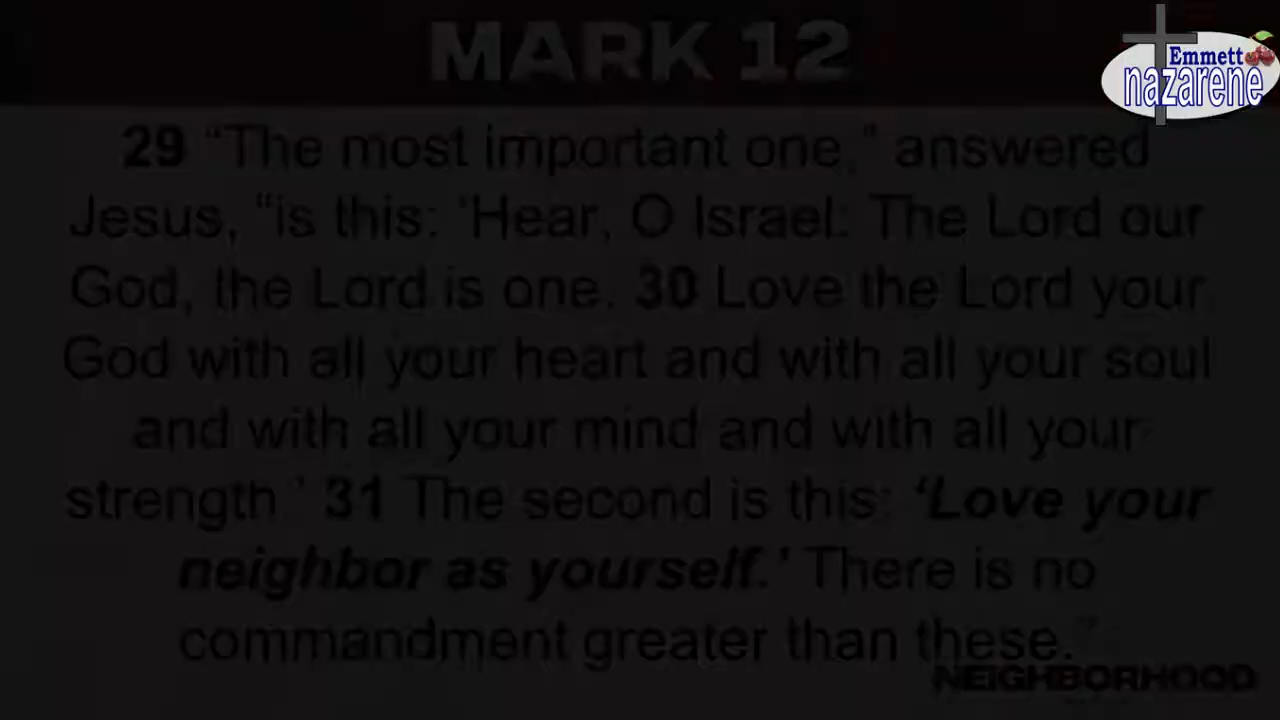 MARK 12
Emmett
nazarene
29 “The most important one,” answered
Jesus, “is this: ‘Hear, O Israel: The Lord our
God, the Lord is one. 30 Love the Lord your
God with all your heart and with all your soul
and with all your mind and with all your
strength.’ 31 The second is this: ‘Love your
neighbor as yourself.’ There is no
commandment greater than these.”
NEIGHBORHOOD